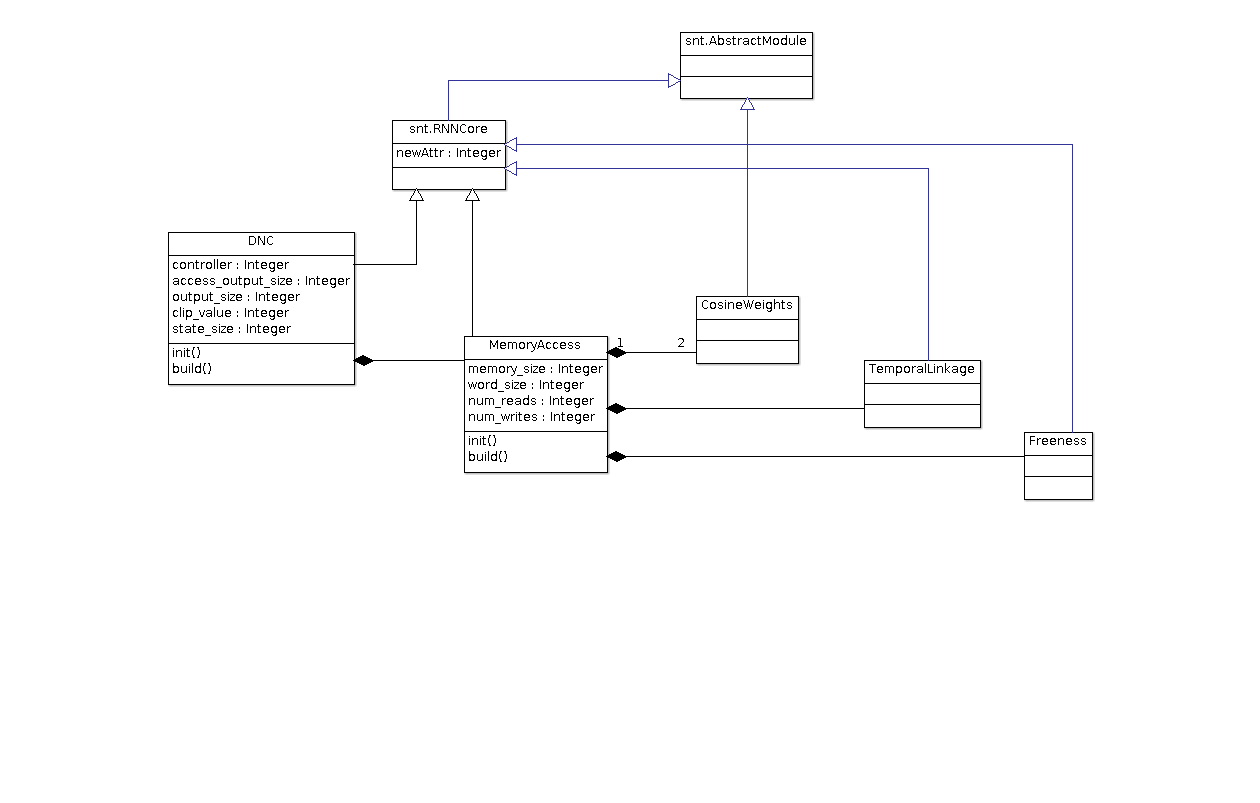 snt.AbstractModule
snt.RNNCore
newAttr : Integer
DNC
controller : Integer
access_output_size : Integer
output_size : Integer
clip_value : Integer
state_size : Integer
init()
build()
CosineWeights
1
2
MemoryAccess
memory_size : Integer
word_size : Integer
num_reads : Integer
num_writes : Integer
init()
build()
TemporalLinkage
Freeness